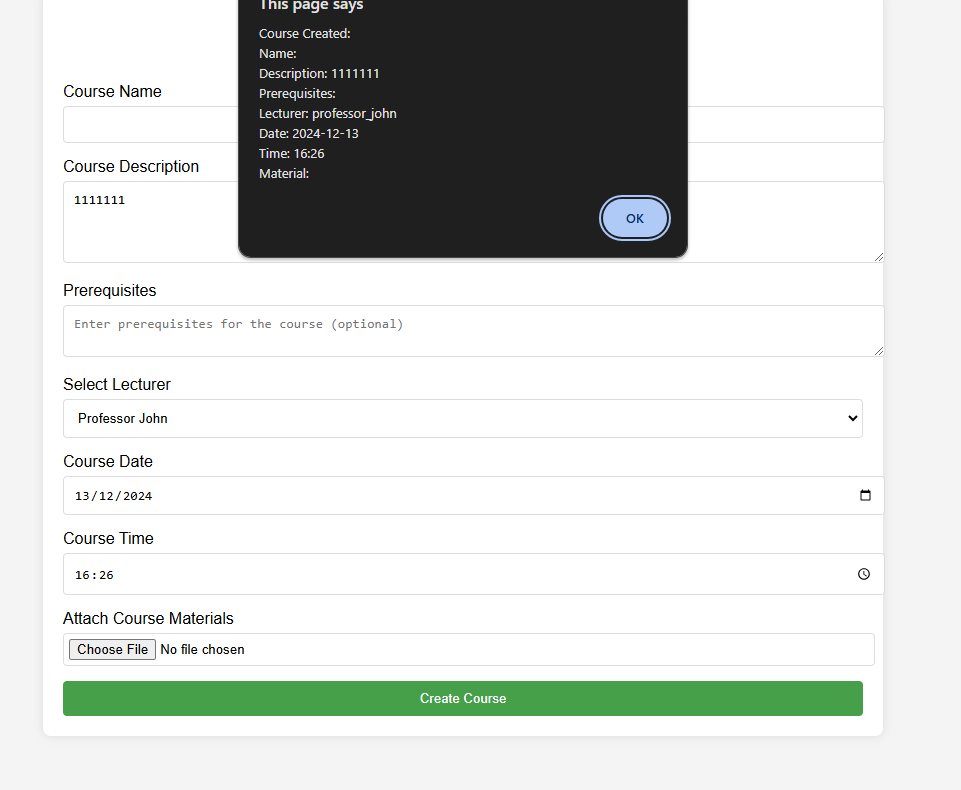 This page says
Course Created:
Name:
Description: 1111111
Prerequisites:
Lecturer: professor_john
Date: 2024-12-13
Time: 16:26
Material:
OK
Course Name
Course Description
1111111
Prerequisites
Enter prerequisites for the course (optional)
Select Lecturer
Professor John
Course Date
13/12/2024
Course Time
16:26
Attach Course Materials
Choose File No file chosen
Create Course